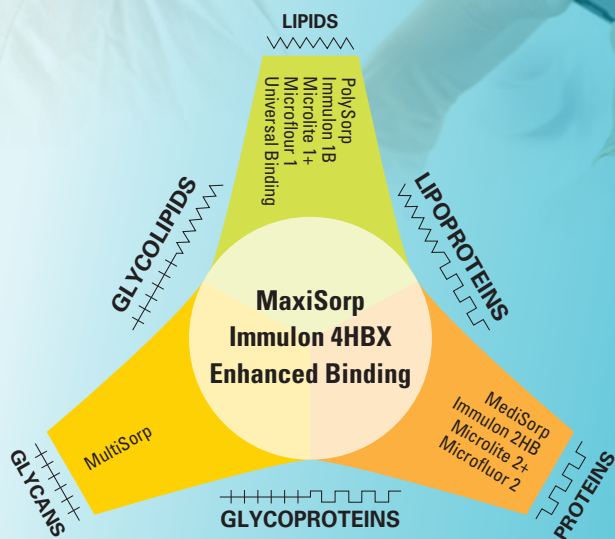 LIPIDS
PolySorp
Immulon 1B
Microlite 1+
Microflour 1
Universal Binding
GLYCOLIPIDS
LIPOPROTEINS
MaxiSorp
Immulon 4HBX
Enhanced Binding
MultiSorp
MediSorp
Immulon 2HB
Microlite 2+
Microfluor 2
GLYCANS
GLYCOPROTEINS
PROTEINS